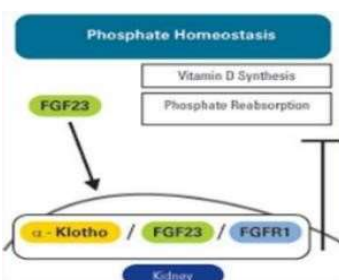 Phosphate Homeostasis
Vitamin D Synthesis
FGF23
Phosphate Reabsorption
α - Klotho / FGF23 / FGFR1
Kidney